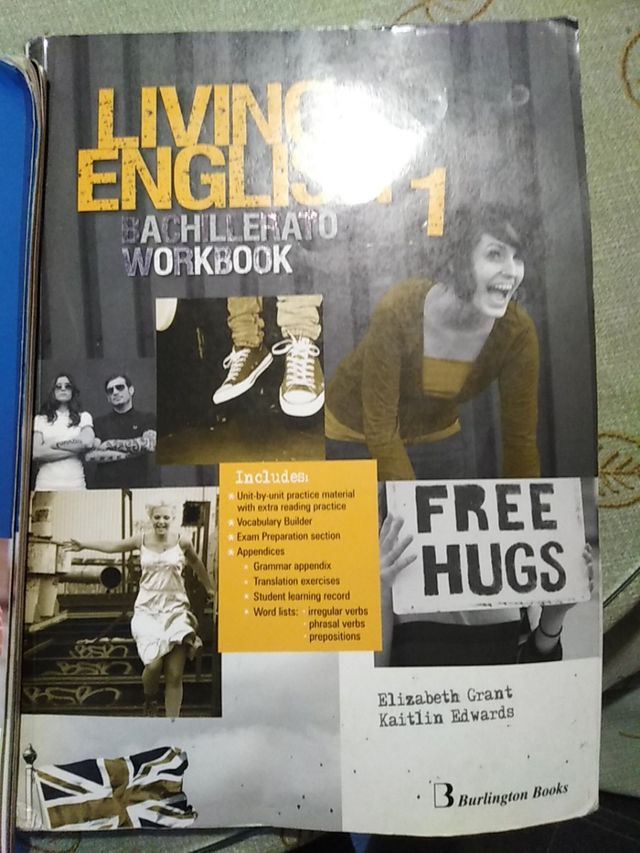 LIVING
ENGLISH 1
BACHILLERATO
WORKBOOK
Includes:
Unit-by-unit practice material
with extra reading practice
Vocabulary Builder
Exam Preparation section
Appendices
Grammar appendix
Translation exercises
Student learning record
Word lists: · irregular verbs
· phrasal verbs
· prepositions
FREE
HUGS
Elizabeth Grant
Kaitlin Edwards
B Burlington Books